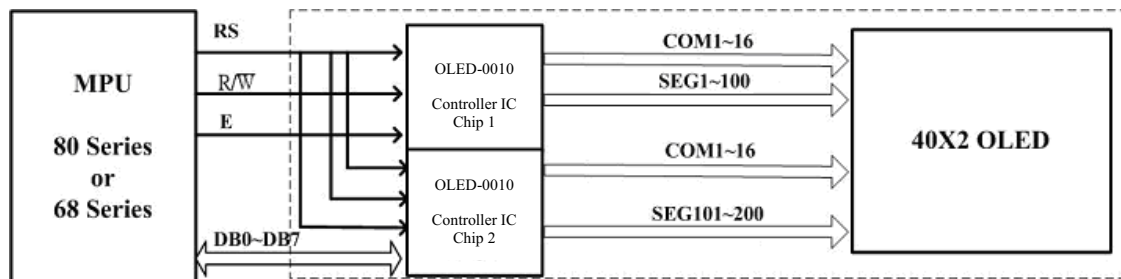 MPU
80 Series
or
68 Series
RS
R/W̅
E
DB0~DB7
OLED-0010
Controller IC
Chip 1
OLED-0010
Controller IC
Chip 2
COM1~16
SEG1~100
COM1~16
SEG101~200
40X2 OLED